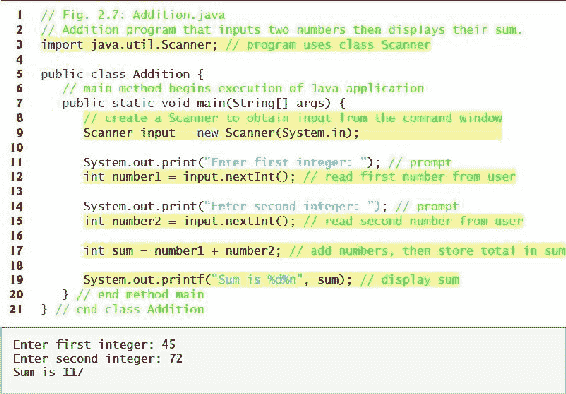 1 // Fig. 2.7: Addition.java
2 // Addition program that inputs two numbers then displays their sum.
3 import java.util.Scanner; // program uses class Scanner
4
5 public class Addition {
6 // main method begins execution of Java application
7 public static void main(String[] args) {
8 // create a Scanner to obtain input from the command window
9 Scanner input = new Scanner(System.in);
10
11 System.out.print("Enter first integer: "); // prompt
12 int number1 = input.nextInt(); // read first number from user
13
14 System.out.print("Enter second integer: "); // prompt
15 int number2 = input.nextInt(); // read second number from user
16
17 int sum = number1 + number2; // add numbers, then store total in sum
18
19 System.out.printf("Sum is %d%n", sum); // display sum
20 } // end method main
21 } // end class Addition
Enter first integer: 45
Enter second integer: 72
Sum is 117